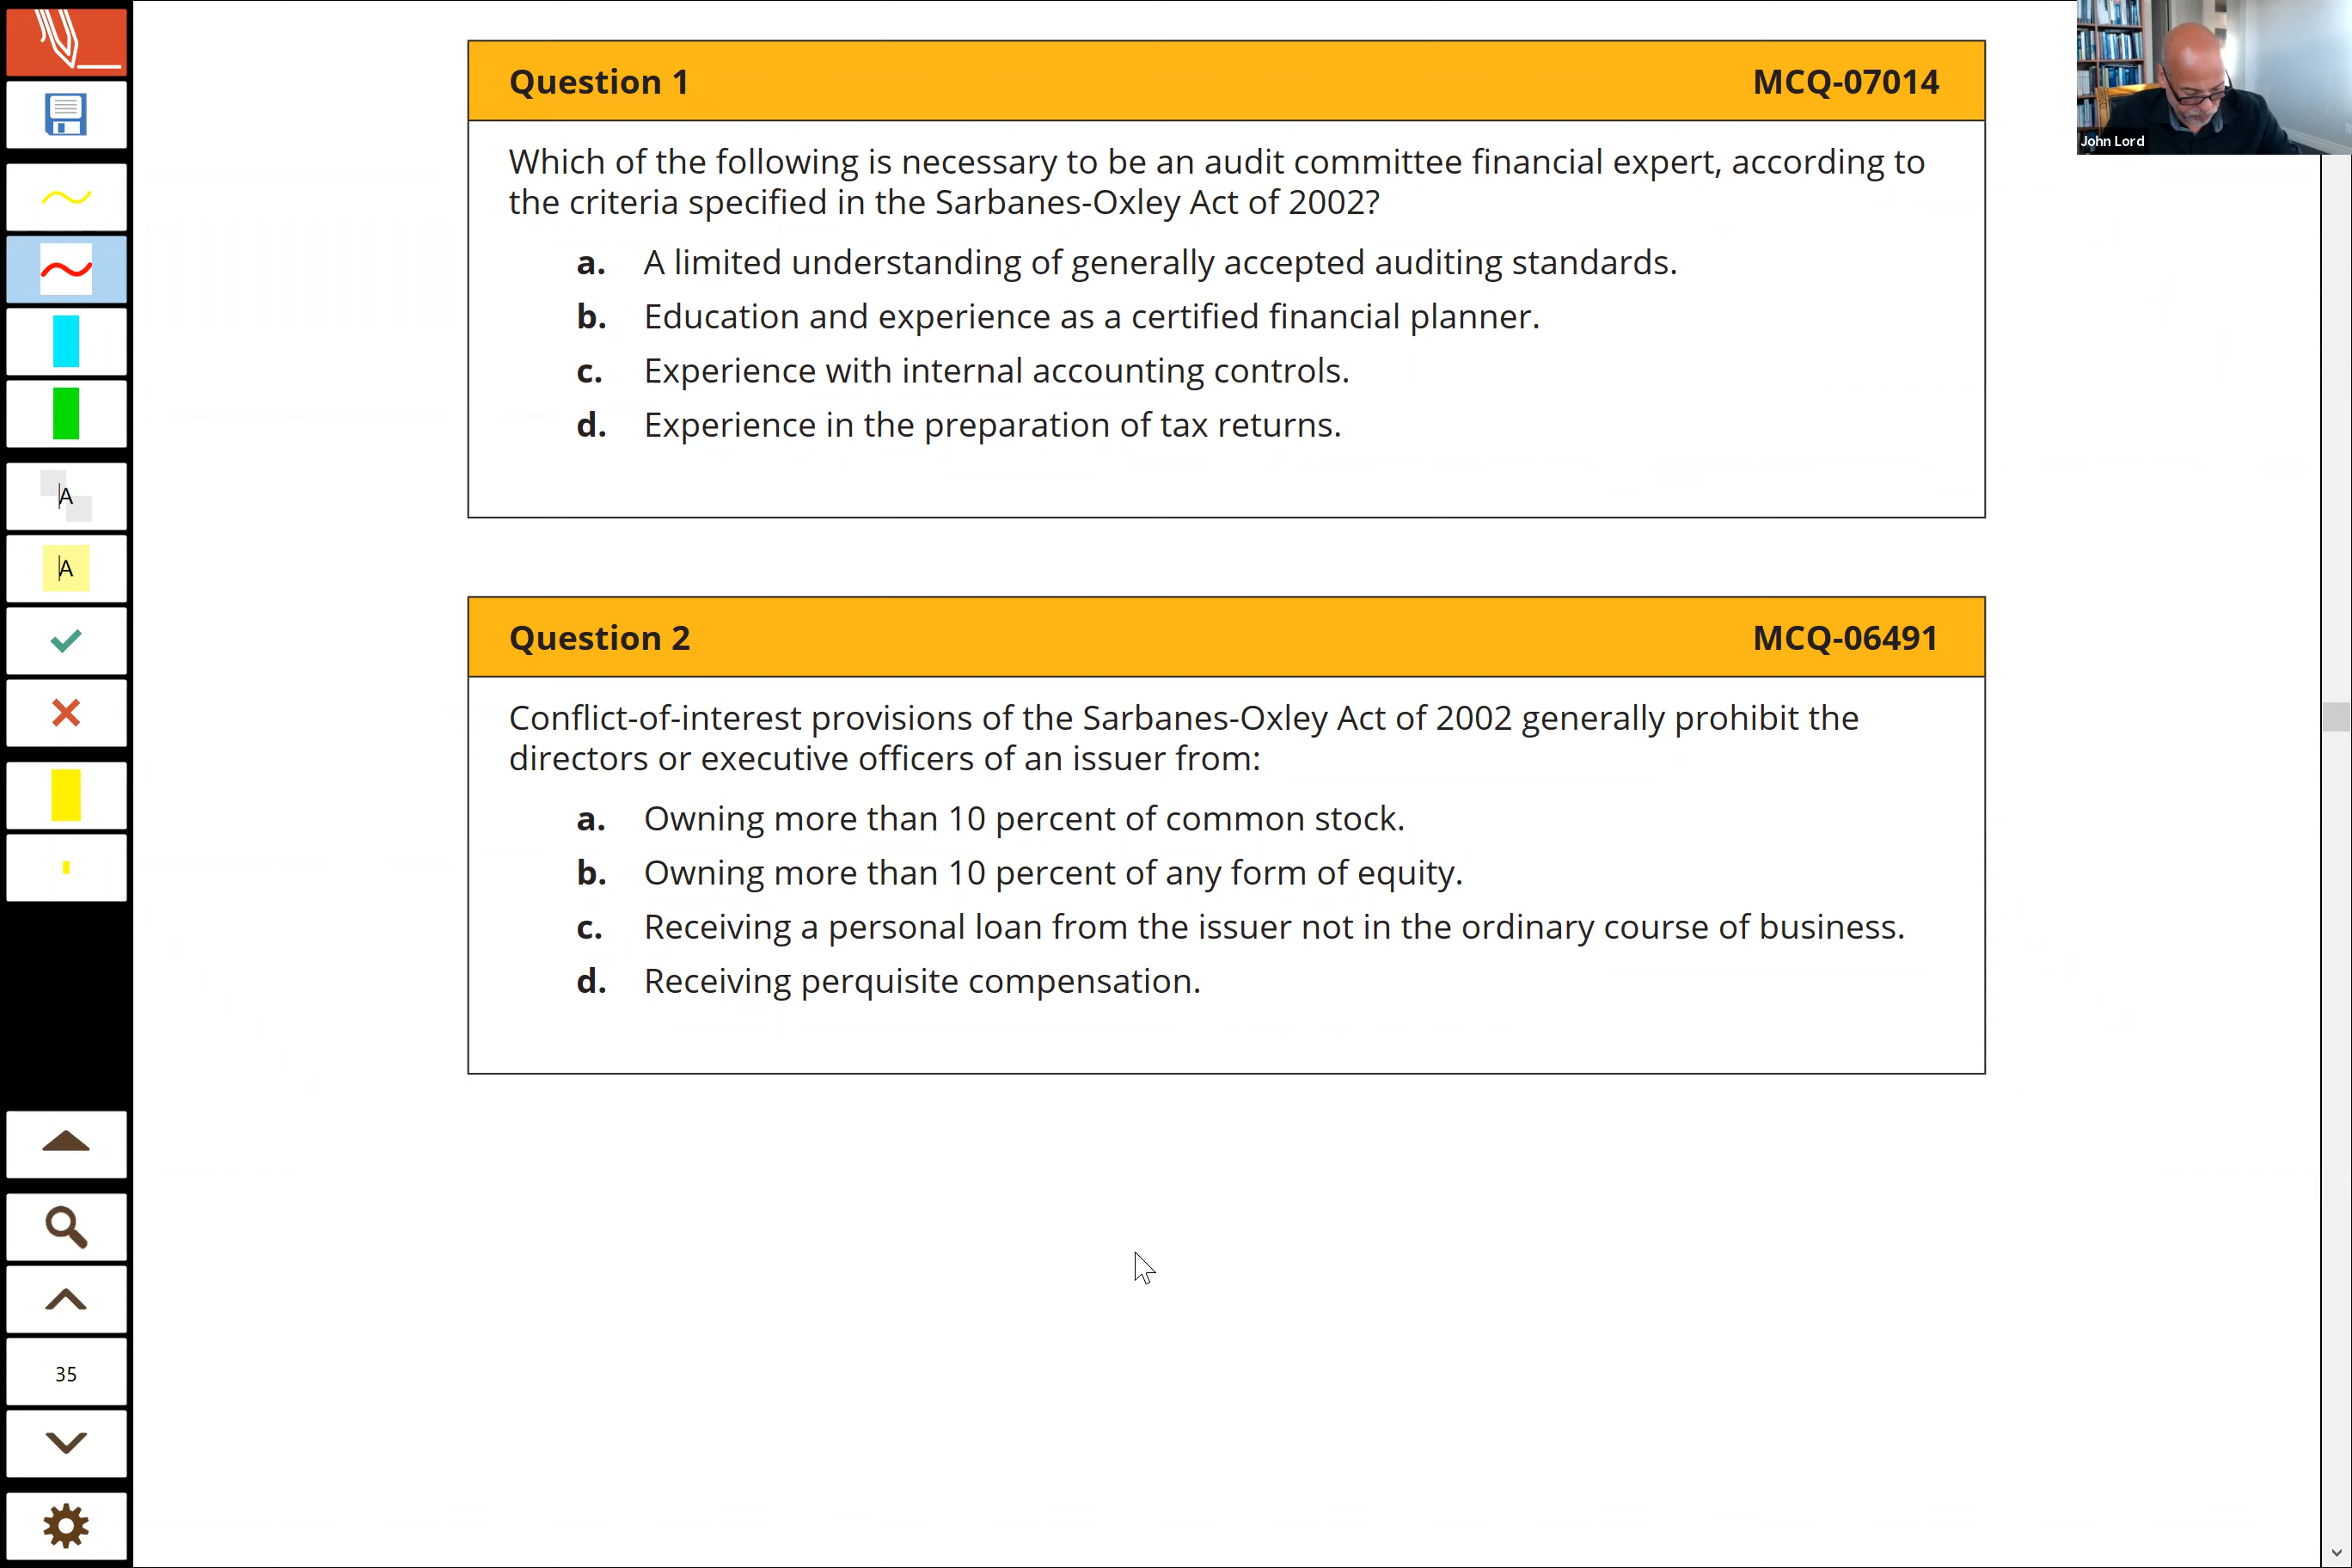 Question 1 MCQ-07014
Which of the following is necessary to be an audit committee financial expert, according to
the criteria specified in the Sarbanes-Oxley Act of 2002?
a. A limited understanding of generally accepted auditing standards.
b. Education and experience as a certified financial planner.
c. Experience with internal accounting controls.
d. Experience in the preparation of tax returns.
Question 2 MCQ-06491
Conflict-of-interest provisions of the Sarbanes-Oxley Act of 2002 generally prohibit the
directors or executive officers of an issuer from:
a. Owning more than 10 percent of common stock.
b. Owning more than 10 percent of any form of equity.
c. Receiving a personal loan from the issuer not in the ordinary course of business.
d. Receiving perquisite compensation.
John Lord
A
A
35